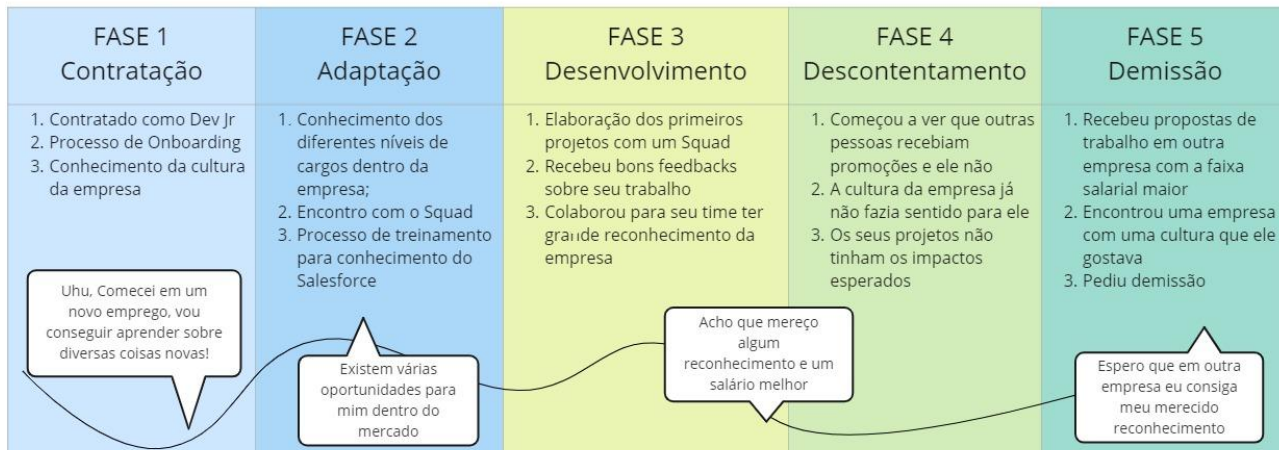 FASE 1
Contratação
1. Contratado como Dev Jr
2. Processo de Onboarding
3. Conhecimento da cultura
da empresa
Uhu, Comecei em um
novo emprego, vou
conseguir aprender sobre
diversas coisas novas!
FASE 2
Adaptação
1. Conhecimento dos
diferentes níveis de
cargos dentro da
empresa;
2. Encontro com o Squad
3. Processo de treinamento
para conhecimento do
Salesforce
Existem várias
oportunidades para
mim dentro do
mercado
FASE 3
Desenvolvimento
1. Elaboração dos primeiros
projetos com um Squad
2. Recebeu bons feedbacks
sobre seu trabalho
3. Colaborou para seu time ter
grande reconhecimento da
empresa
Acho que mereço
algum
reconhecimento e um
salário melhor
FASE 4
Descontentamento
1. Começou a ver que outras
pessoas recebiam
promoções e ele não
2. A cultura da empresa já
não fazia sentido para ele
3. Os seus projetos não
tinham os impactos
esperados
FASE 5
Demissão
1. Recebeu propostas de
trabalho em outra
empresa com a faixa
salarial maior
2. Encontrou uma empresa
com uma cultura que ele
gostava
3. Pediu demissão
Espero que em outra
empresa eu consiga
meu merecido
reconhecimento